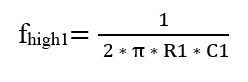 fhigh1= 1 / 2 * π * R1 * C1